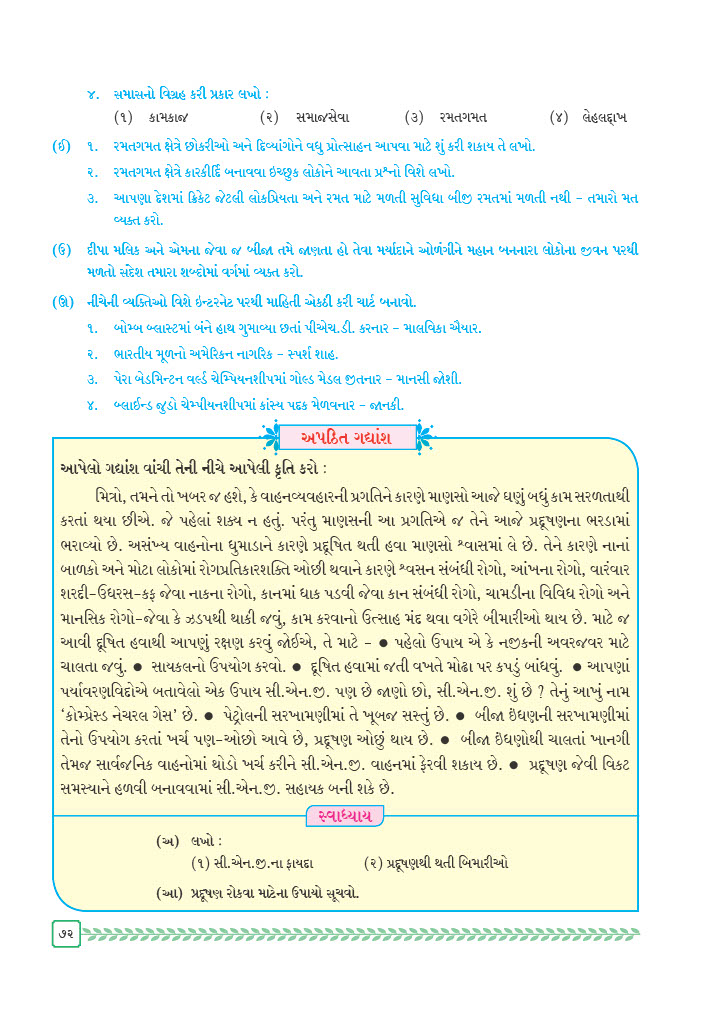 ૪. સમાસનો વિગ્રહ કરી પ્રકાર લખો :
(૧) કામકાજ (૨) સમાજસેવા (૩) રમતગમત (૪) લેહલદ્દાખ
(ઈ) ૧. રમતગમત ક્ષેત્રે છોકરીઓ અને દિવ્યાંગોને વધુ પ્રોત્સાહન આપવા માટે શું કરી શકાય તે લખો.
૨. રમતગમત ક્ષેત્રે કારકીર્દિ બનાવવા ઇચ્છુક લોકોને આવતા પ્રશ્નો વિશે લખો.
૩. આપણા દેશમાં ક્રિકેટ જેટલી લોકપ્રિયતા અને રમત માટે મળતી સુવિધા બીજી રમતમાં મળતી નથી – તમારો મત
વ્યક્ત કરો.
(ઉ) દીપા મલિક અને એમના જેવા જ બીજા તમે જાણતા હો તેવા મર્યાદાને ઓળંગીને મહાન બનનારા લોકોના જીવન પરથી
મળતો સંદેશ તમારા શબ્દોમાં વર્ગમાં વ્યક્ત કરો.
(ઊ) નીચેની વ્યક્તિઓ વિશે ઇન્ટરનેટ પરથી માહિતી એકઠી કરી ચાર્ટ બનાવો.
૧. બોમ્બ બ્લાસ્ટમાં બંને હાથ ગુમાવ્યા છતાં પીએચ.ડી. કરનાર – માલવિકા ઐયાર.
૨. ભારતીય મૂળનો અમેરિકન નાગરિક – સ્પર્શ શાહ.
૩. પેરા બેડમિન્ટન વર્લ્ડ ચેમ્પિયનશીપમાં ગોલ્ડ મેડલ જીતનાર – માનસી જોશી.
૪. બ્લાઈન્ડ જુડો ચેમ્પીયનશીપમાં કાંસ્ય પદક મેળવનાર – જાનકી.
અપઠિત ગદ્યાંશ
આપેલો ગદ્યાંશ વાંચી તેની નીચે આપેલી કૃતિ કરો :
મિત્રો, તમને તો ખબર જ હશે, કે વાહનવ્યવહારની પ્રગતિને કારણે માણસો આજે ઘણું બધું કામ સરળતાથી
કરતાં થયા છીએ. જે પહેલાં શક્ય ન હતું. પરંતુ માણસની આ પ્રગતિએ જ તેને આજે પ્રદૂષણના ભરડામાં
ભરાવ્યો છે. અસંખ્ય વાહનોના ધુમાડાને કારણે પ્રદૂષિત થતી હવા માણસો શ્વાસમાં લે છે. તેને કારણે નાનાં
બાળકો અને મોટા લોકોમાં રોગપ્રતિકારશક્તિ ઓછી થવાને કારણે શ્વસન સંબંધી રોગો, આંખના રોગો, વારંવાર
શરદી-ઉધરસ-કફ જેવા નાકના રોગો, કાનમાં ધાક પડવી જેવા કાન સંબંધી રોગો, ચામડીના વિવિધ રોગો અને
માનસિક રોગો-જેવા કે ઝડપથી થાકી જવું, કામ કરવાનો ઉત્સાહ મંદ થવા વગેરે બીમારીઓ થાય છે. માટે જ
આવી દૂષિત હવાથી આપણું રક્ષણ કરવું જોઈએ, તે માટે – ● પહેલો ઉપાય એ કે નજીકની અવરજવર માટે
ચાલતા જવું. ● સાયકલનો ઉપયોગ કરવો. ● દૂષિત હવામાં જતી વખતે મોઢા પર કપડું બાંધવું. ● આપણાં
પર્યાવરણવિદોએ બતાવેલો એક ઉપાય સી.એન.જી. પણ છે જાણો છો, સી.એન.જી. શું છે ? તેનું આખું નામ
‘કોમ્પ્રેસ્ડ નેચરલ ગેસ’ છે. ● પેટ્રોલની સરખામણીમાં તે ખૂબજ સસ્તું છે. ● બીજા ઇંધણની સરખામણીમાં
તેનો ઉપયોગ કરતાં ખર્ચ પણ-ઓછો આવે છે, પ્રદૂષણ ઓછું થાય છે. ● બીજા ઇંધણોથી ચાલતાં ખાનગી
તેમજ સાર્વજનિક વાહનોમાં થોડો ખર્ચ કરીને સી.એન.જી. વાહનમાં ફેરવી શકાય છે. ● પ્રદૂષણ જેવી વિકટ
સમસ્યાને હળવી બનાવવામાં સી.એન.જી. સહાયક બની શકે છે.
સ્વાધ્યાય
(અ) લખો :
(૧) સી.એન.જી.ના ફાયદા (૨) પ્રદૂષણથી થતી બિમારીઓ
(આ) પ્રદૂષણ રોકવા માટેના ઉપાયો સૂચવો.
૭૨